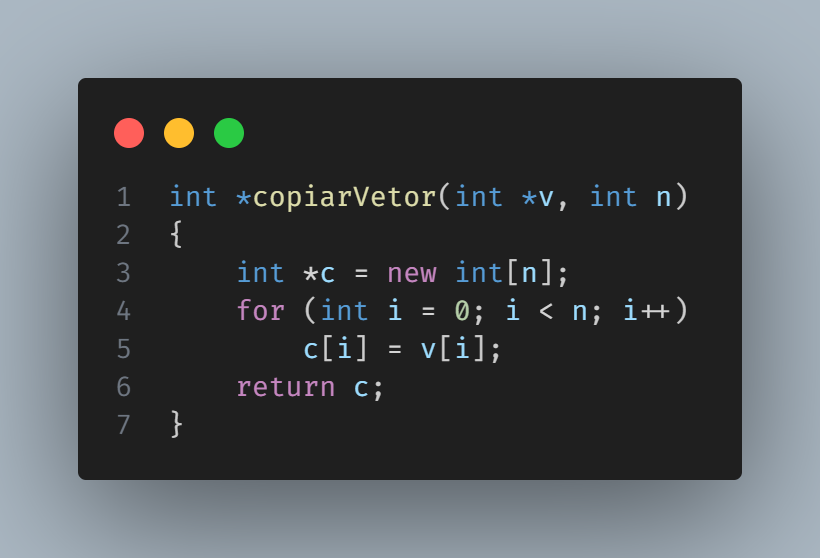 1 int *copiarVetor(int *v, int n)
2 {
3     int *c = new int[n];
4     for (int i = 0; i < n; i++)
5         c[i] = v[i];
6     return c;
7 }